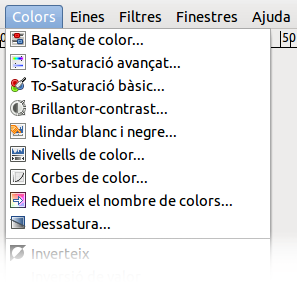 Colors Eines Filtres Finestres Ajuda
Balanç de color...
To-saturació avançat...
To-Saturació bàsic...
Brillantor-contrast...
Llindar blanc i negre...
Nivells de color...
Corbes de color...
Redueix el nombre de colors...
Dessatura...
Inverteix